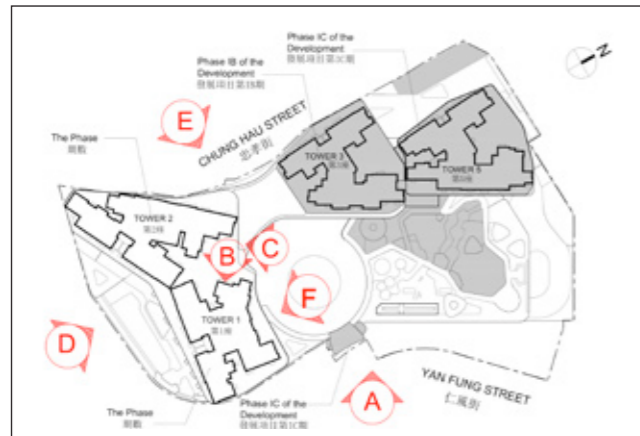 Phase IC of the
Development
發展項目第IC期
Phase IB of the
Development
發展項目第IB期
N
E
CHUNG HAU STREET
忠孝街
The Phase
期數
TOWER 3
第3座
TOWER 5
第5座
TOWER 2
第2座
B
C
F
D
TOWER 1
第1座
A
YAN FUNG STREET
仁風街
The Phase
期數
Phase IC of the
Development
發展項目第IC期